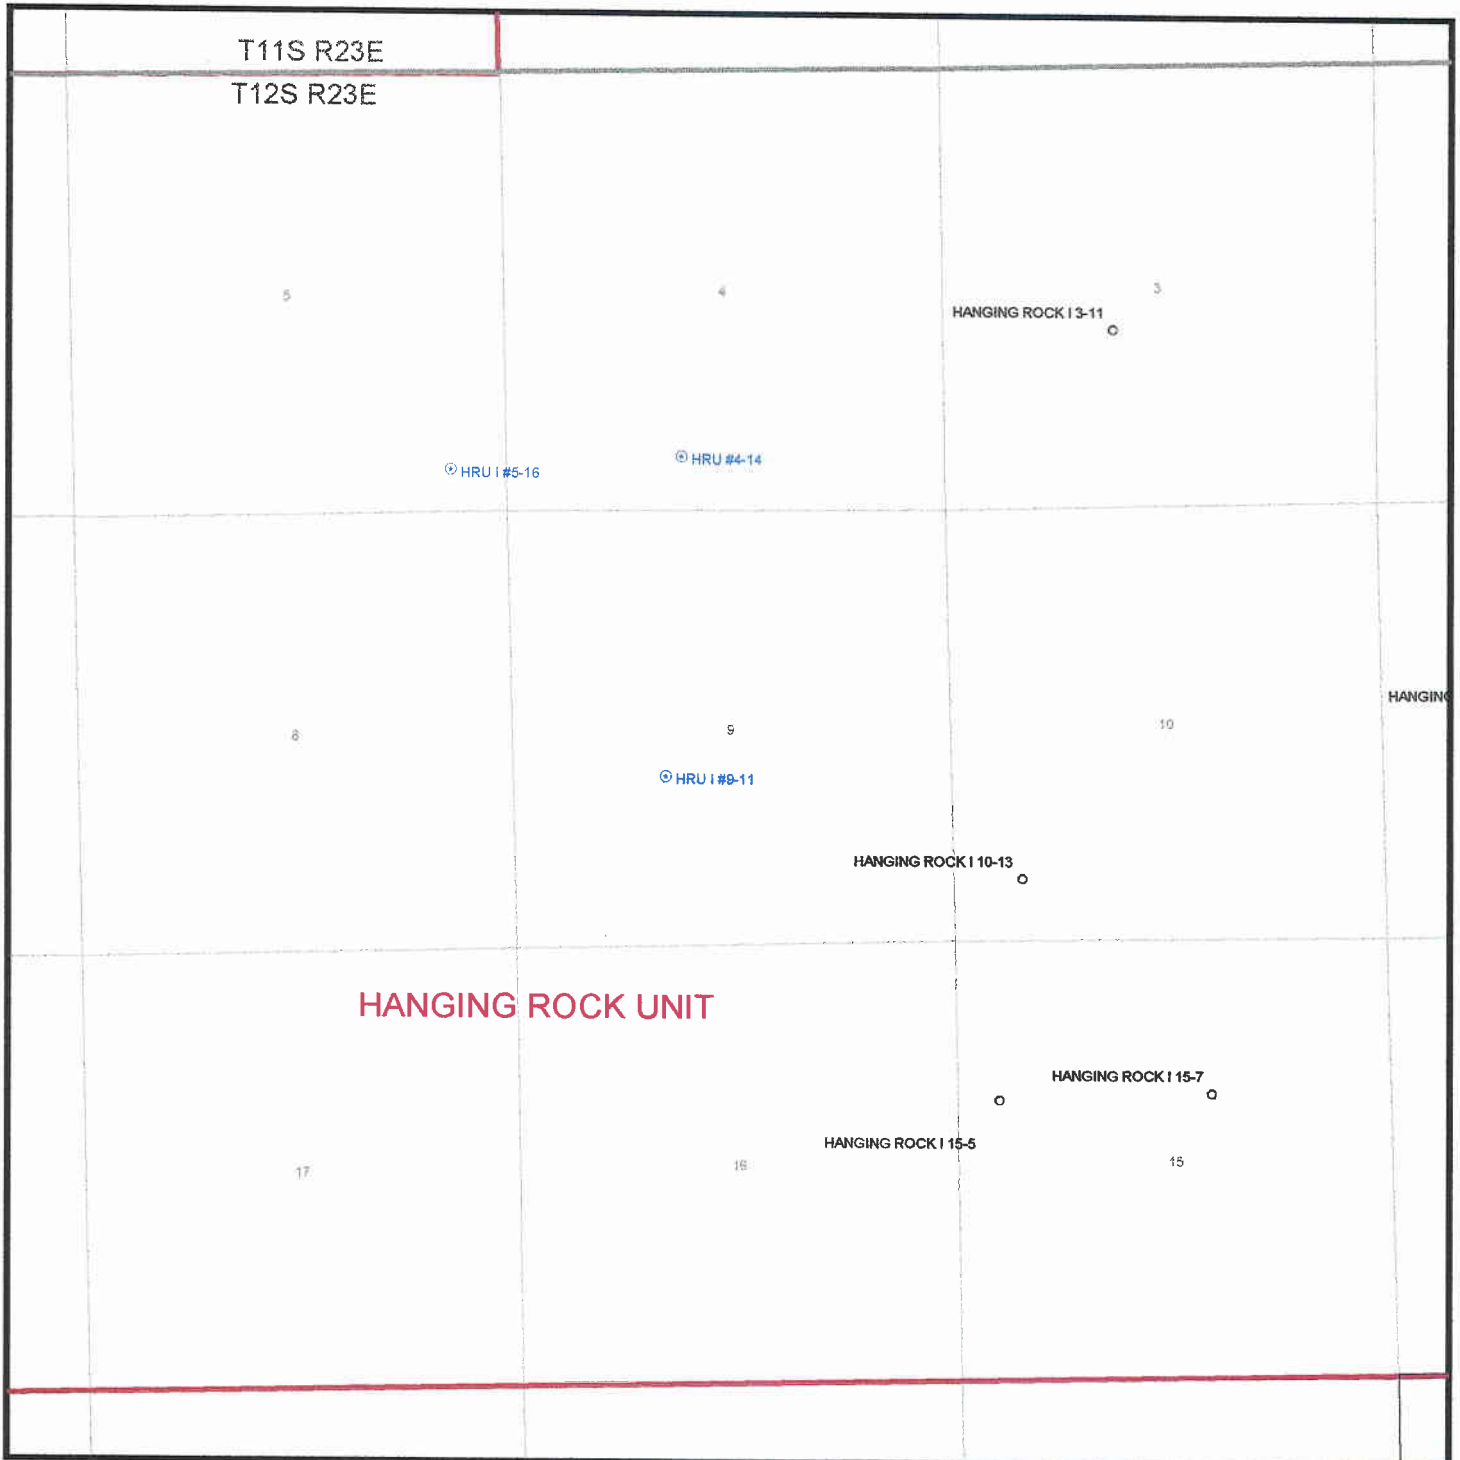 T11S R23E
T12S R23E
5
4
3
HANGING ROCK I 3-11
HRU I #5-16
HRU #4-14
HANGING
8
9
10
HRU I #9-11
HANGING ROCK I 10-13
HANGING ROCK UNIT
HANGING ROCK I 15-7
HANGING ROCK I 15-5
17
16
15